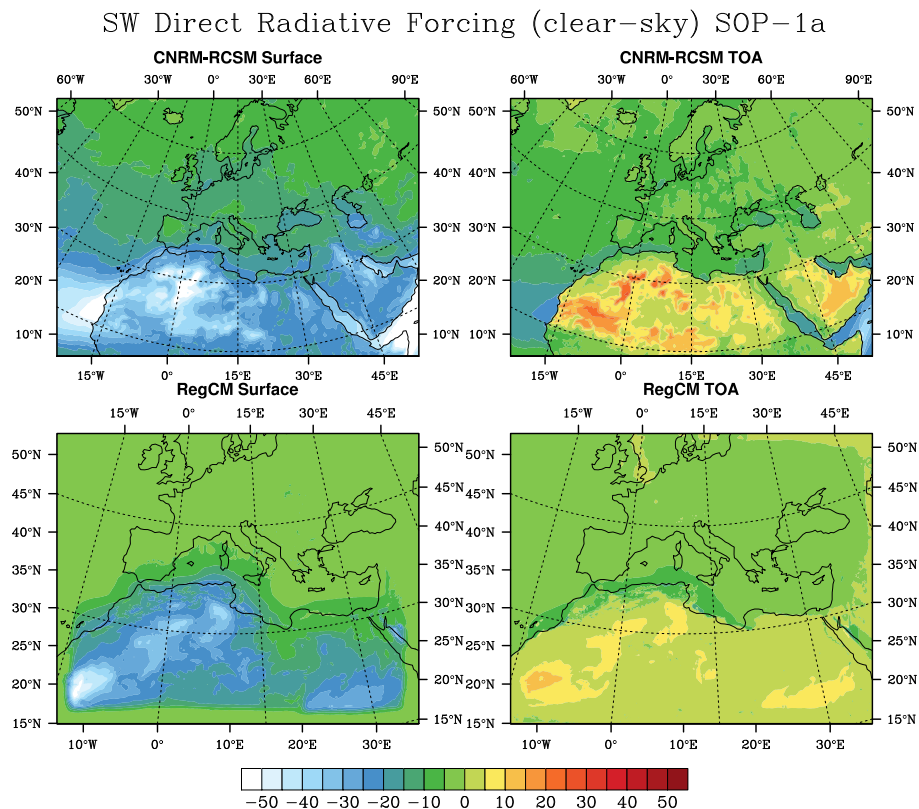 SW Direct Radiative Forcing (clear−sky) SOP−1a
CNRM-RCSM Surface
CNRM-RCSM TOA
60°W 30°W 15°W 0° 15°E 30°E 45°E 60°E 90°E
60°W 30°W 15°W 0° 15°E 30°E 45°E 60°E 90°E
50°N 50°N 50°N 50°N
40°N 40°N 40°N 40°N
30°N 30°N 30°N 30°N
20°N 20°N 20°N 20°N
10°N 10°N 10°N 10°N
15°W 0° 15°E 30°E 45°E
15°W 0° 15°E 30°E 45°E
RegCM Surface
RegCM TOA
15°W 0° 15°E 30°E 45°E
15°W 0° 15°E 30°E 45°E
50°N 50°N 50°N 50°N
45°N 45°N 45°N 45°N
40°N 40°N 40°N 40°N
35°N 35°N 35°N 35°N
30°N 30°N 30°N 30°N
25°N 25°N 25°N 25°N
20°N 20°N 20°N 20°N
15°N 15°N 15°N 15°N
10°W 0° 10°E 20°E 30°E
10°W 0° 10°E 20°E 30°E
−50 −30 −20 −10 0 10 20 30 40 50